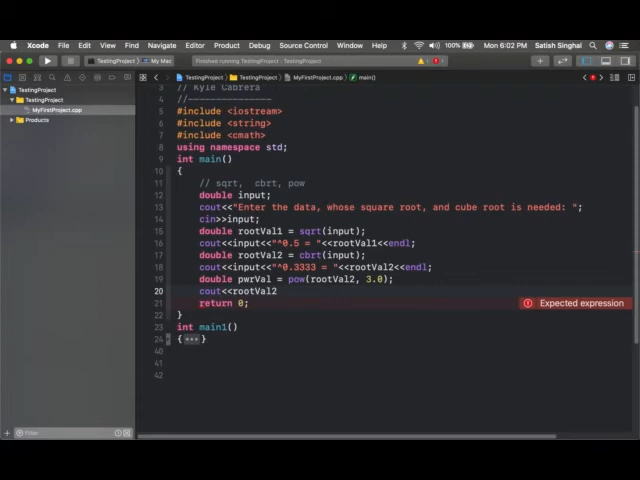 Xcode File Edit View Find Navigate Editor Product Debug Source Control Window Help 100% Mon 6:02 PM Satish Singhal
TestingProject My Mac Finished running TestingProject 1 1
TestingProject TestingProject MyFirstProject.cpp main()
TestingProject
TestingProject
MyFirstProject.cpp
Products
3 // Kyle Cabrera
4 //---------------
5 #include <iostream>
6 #include <string>
7 #include <cmath>
8 using namespace std;
9 int main()
10 {
11 // sqrt, cbrt, pow
12 double input;
13 cout<<"Enter the data, whose square root, and cube root is needed: ";
14 cin>>input;
15 double rootVal1 = sqrt(input);
16 cout<<input<<"^0.5 = "<<rootVal1<<endl;
17 double rootVal2 = cbrt(input);
18 cout<<input<<"^0.3333 = "<<rootVal2<<endl;
19 double pwrVal = pow(rootVal2, 3.0);
20 cout<<rootVal2
21 return 0; Expected expression
22 }
23 int main1()
24 {•••}
40
41
42
Filter